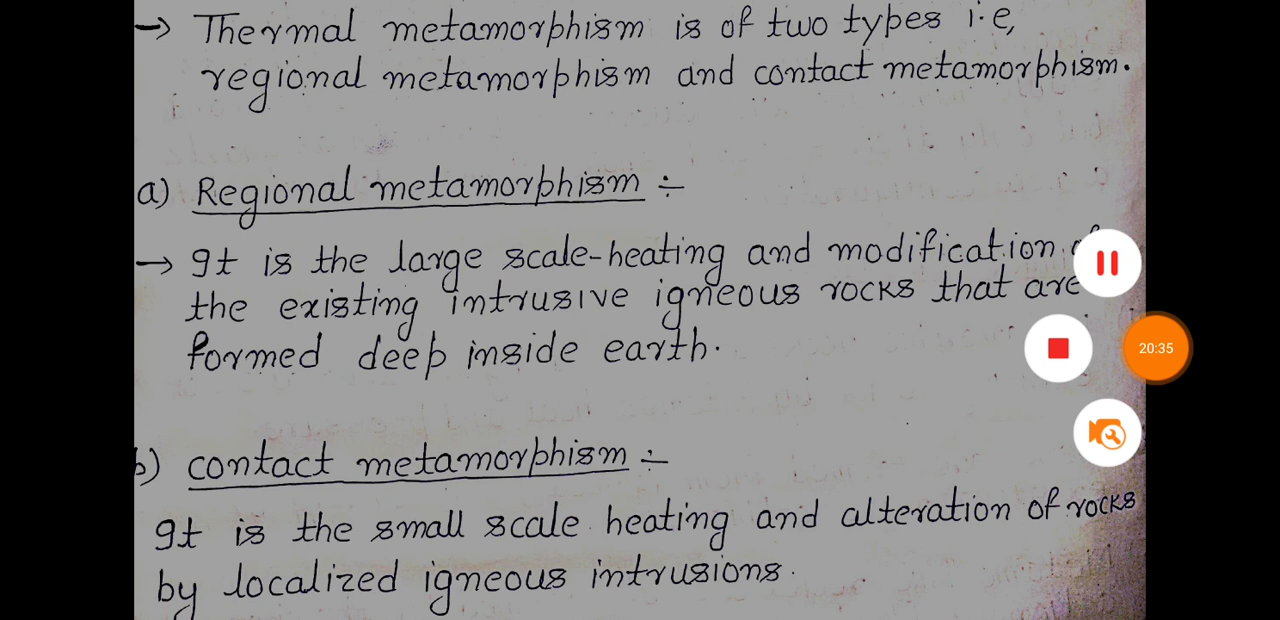 → Thermal metamorphism is of two types i.e,
regional metamorphism and contact metamorphism.
a) Regional metamorphism :-
→ It is the large scale-heating and modification
the existing intrusive igneous rocks that are
formed deep inside earth.
b) contact metamorphism :-
It is the small scale heating and alteration of rocks
by localized igneous intrusions.
20:35